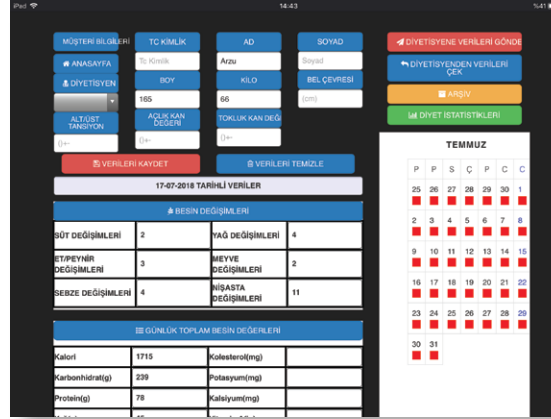 iPad 14:43 %41
MÜŞTERİ BİLGİLERİ TC KİMLİK AD SOYAD DİYETİSYENE VERİLERİ GÖNDE
ANASAYFA Tc Kimlik Arzu Soyad DİYETİSYENDEN VERİLERİ ÇEK
DİYETİSYEN BOY KİLO BEL ÇEVRESİ ARŞİV
165 66 (cm) DİYET İSTATİSTİKLERİ
ALT/ÜST TANSİYON AÇLIK KAN DEĞERİ TOKLUK KAN DEĞ
()+- ()+- ()+-
VERİLERİ KAYDET VERİLERİ TEMİZLE
17-07-2018 TARİHLİ VERİLER
BESİN DEĞİŞİMLERİ
SÜT DEĞİŞİMLERİ 2 YAĞ DEĞİŞİMLERİ 4
ET/PEYNİR DEĞİŞİMLERİ 3 MEYVE DEĞİŞİMLERİ 2
SEBZE DEĞİŞİMLERİ 4 NİŞASTA DEĞİŞİMLERİ 11
GÜNLÜK TOPLAM BESİN DEĞERLERİ
Kalori 1715 Kolesterol(mg)
Karbonhidrat(g) 239 Potasyum(mg)
Protein(g) 78 Kalsiyum(mg)
TEMMUZ
P P S Ç P C C
25 26 27 28 29 30 1
2 3 4 5 6 7 8
9 10 11 12 13 14 15
16 17 18 19 20 21 22
23 24 25 26 27 28 29
30 31